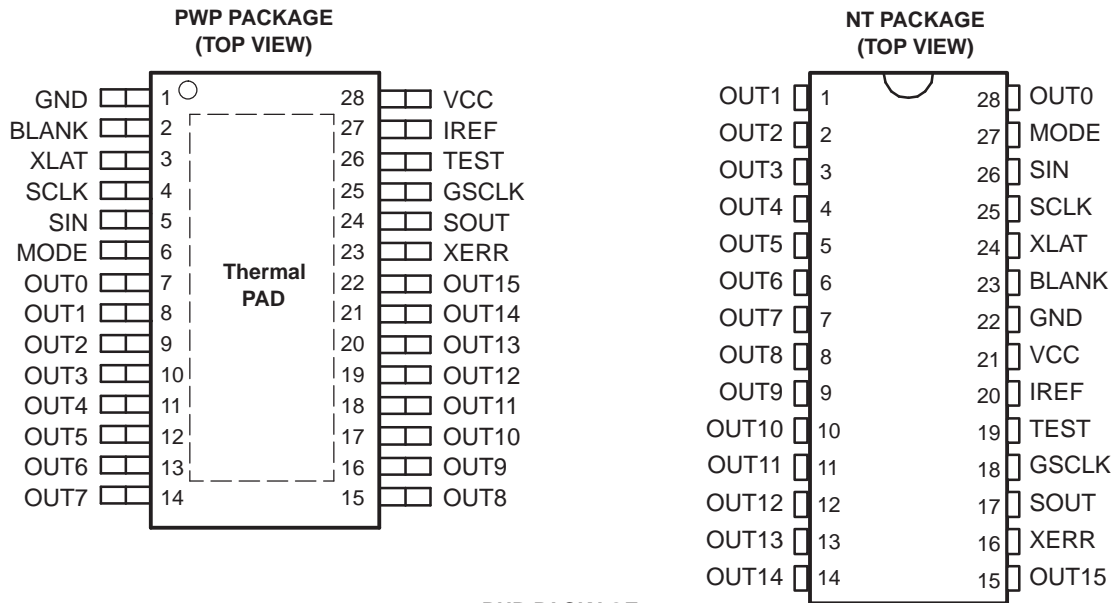 PWP PACKAGE
(TOP VIEW)
GND 1 28 VCC
BLANK 2 27 IREF
XLAT 3 26 TEST
SCLK 4 25 GSCLK
SIN 5 24 SOUT
MODE 6 23 XERR
OUT0 7 22 OUT15
OUT1 8 21 OUT14
OUT2 9 20 OUT13
OUT3 10 19 OUT12
OUT4 11 18 OUT11
OUT5 12 17 OUT10
OUT6 13 16 OUT9
OUT7 14 15 OUT8
Thermal
PAD
NT PACKAGE
(TOP VIEW)
OUT1 1 28 OUT0
OUT2 2 27 MODE
OUT3 3 26 SIN
OUT4 4 25 SCLK
OUT5 5 24 XLAT
OUT6 6 23 BLANK
OUT7 7 22 GND
OUT8 8 21 VCC
OUT9 9 20 IREF
OUT10 10 19 TEST
OUT11 11 18 GSCLK
OUT12 12 17 SOUT
OUT13 13 16 XERR
OUT14 14 15 OUT15